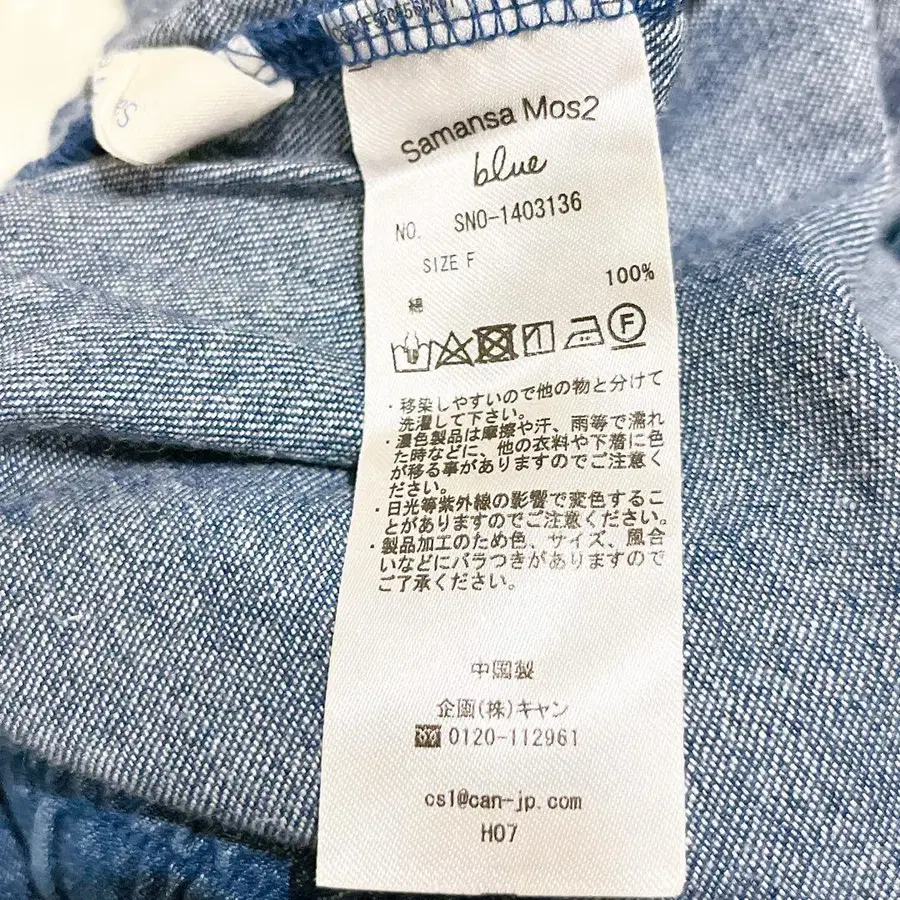 Samansa Mos2
blue
NO. SNO-1403136
SIZE F
綿 100%
F
・移染しやすいので他の物と分けて
洗濯して下さい。
・濃色製品は摩擦や汗、雨等で濡れ
た時などに、他の衣料や下着に色
が移る事がありますのでご注意く
ださい。
・日光等紫外線の影響で変色するこ
とがありますのでご注意ください。
・製品加工のため色、サイズ、風合
いなどにバラつきがありますので
ご了承ください。
中国製
企画(株)キャン
0120-112961
cs1@can-jp.com
H07